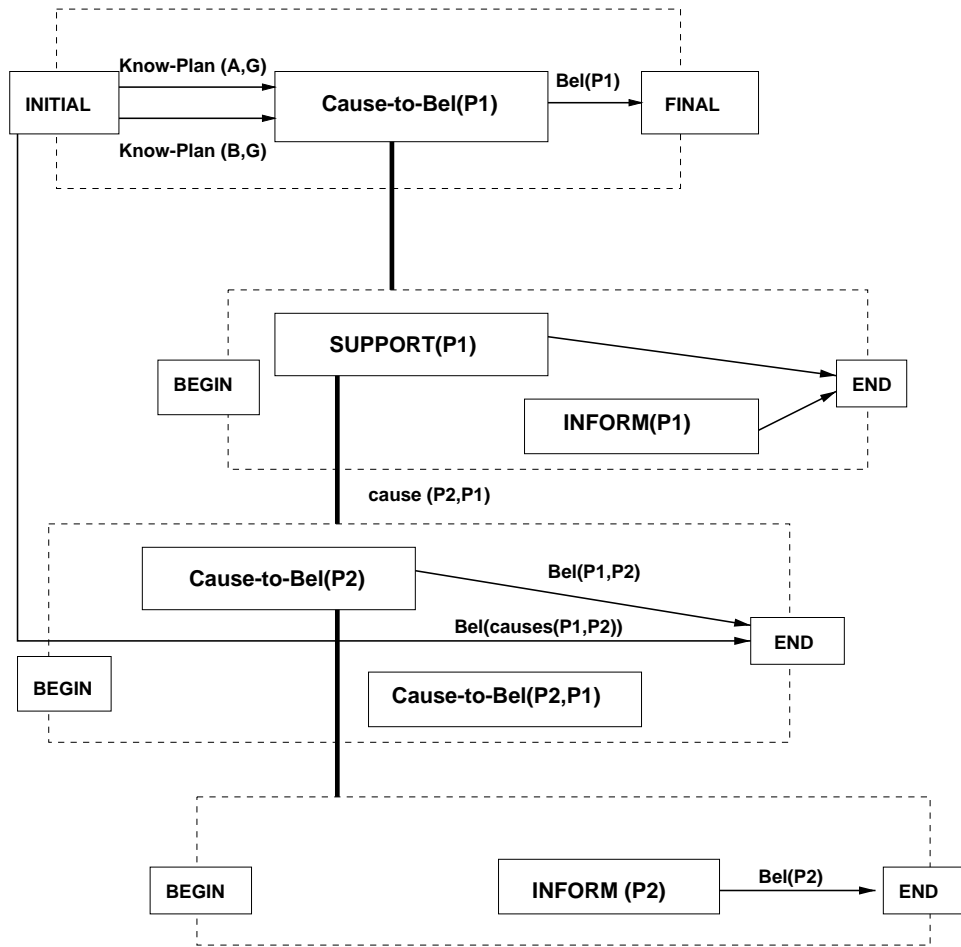 Know-Plan (A,G)
Bel(P1)
INITIAL
Cause-to-Bel(P1)
FINAL
Know-Plan (B,G)
SUPPORT(P1)
BEGIN
END
INFORM(P1)
cause (P2,P1)
Cause-to-Bel(P2)
Bel(P1,P2)
Bel(causes(P1,P2))
END
BEGIN
Cause-to-Bel(P2,P1)
BEGIN
INFORM (P2)
Bel(P2)
END